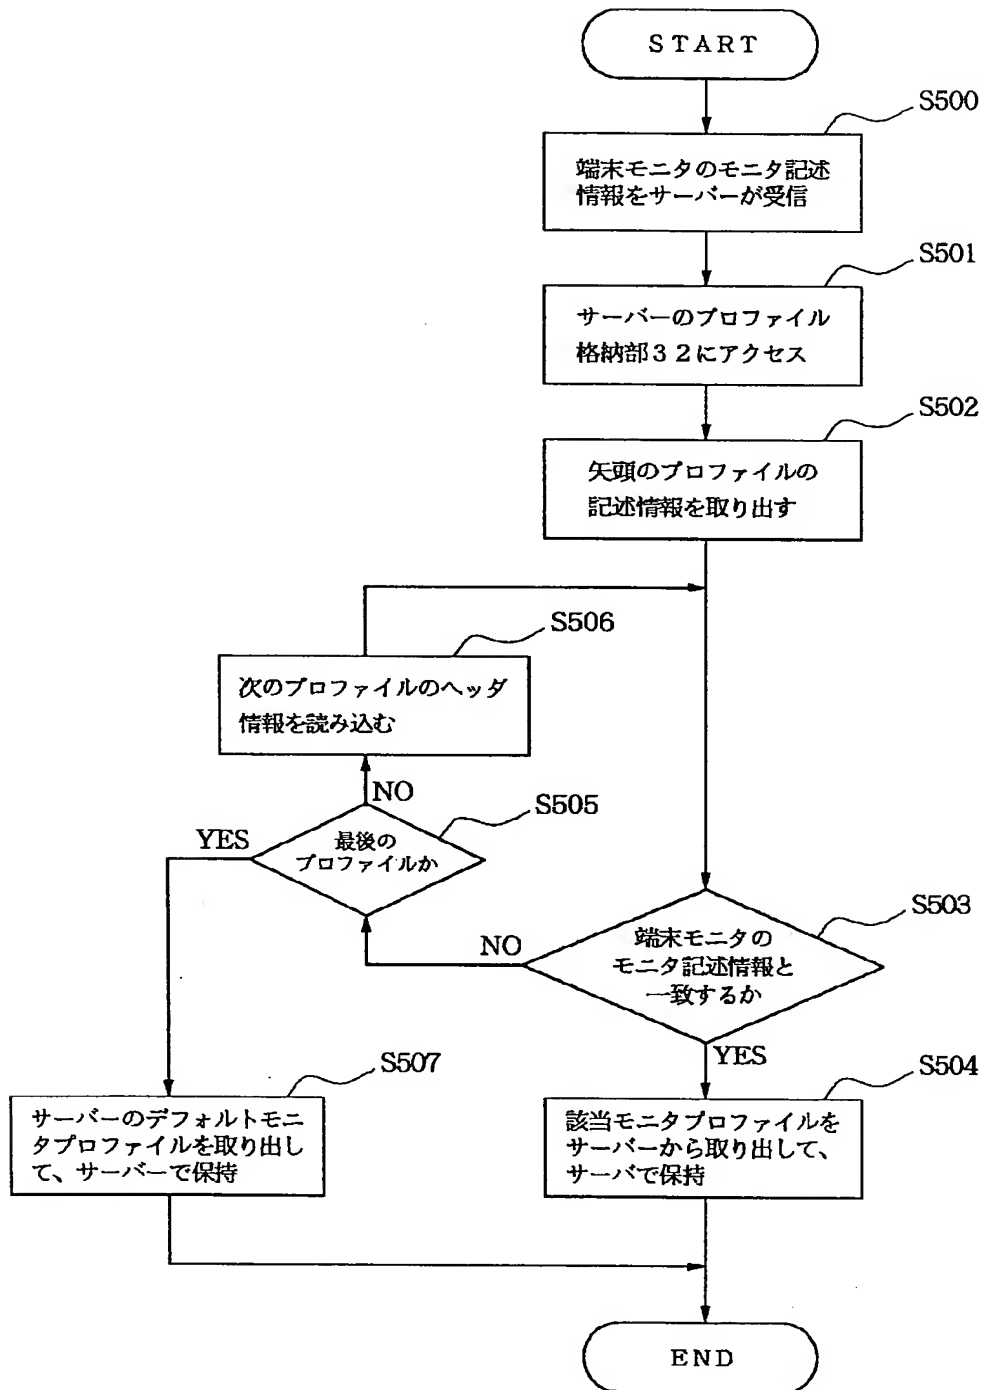 START
S500
端末モニタのモニタ記述
情報をサーバーが受信
S501
サーバーのプロファイル
格納部32にアクセス
S502
矢頭のプロファイルの
記述情報を取り出す
S506
次のプロファイルのヘッダ
情報を読み込む
NO
S505
YES
最後の
プロファイルか
S503
NO
端末モニタの
モニタ記述情報と
一致するか
YES
S507
サーバーのデフォルトモニ
タプロファイルを取り出し
て、サーバーで保持
S504
該当モニタプロファイルを
サーバーから取り出して、
サーバで保持
END